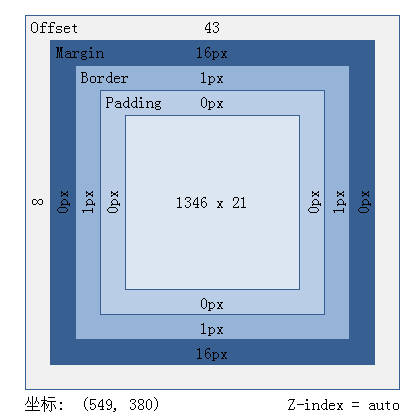 Offset 43
Margin 16px
Border 1px
Padding 0px
8 0px 1px 0px 1346 x 21 0px 1px 0px
0px
1px
16px
坐标: (549, 380) Z-index = auto